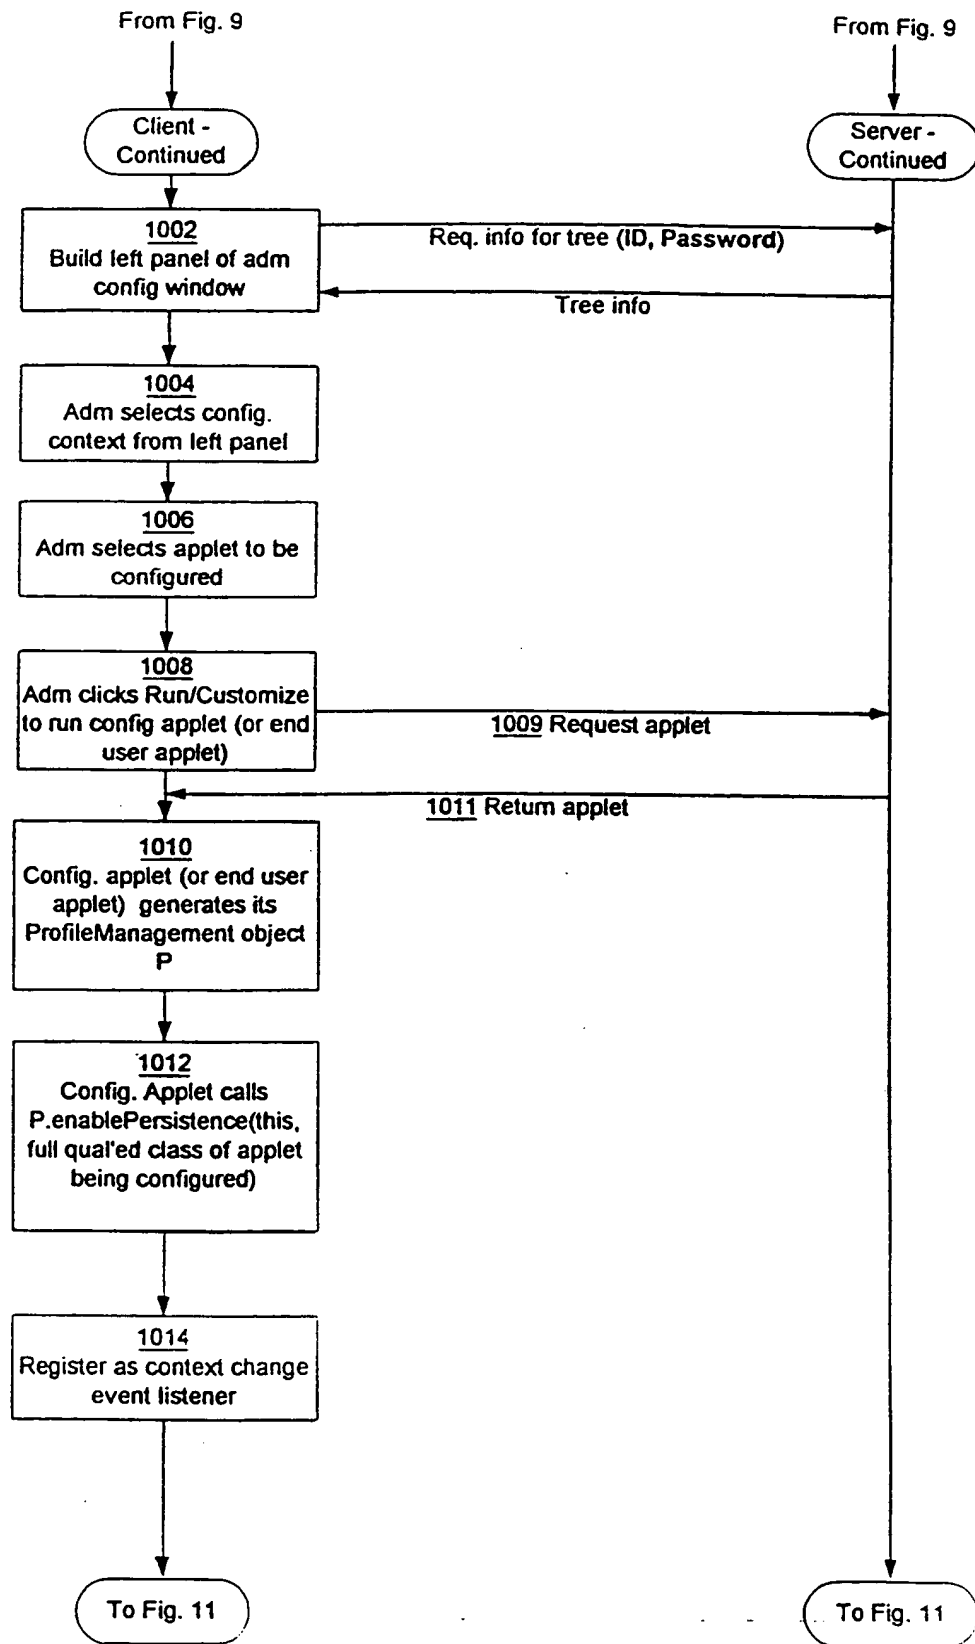 From Fig. 9
From Fig. 9
Client -
Continued
Server -
Continued
1002
Build left panel of adm
config window
Req. info for tree (ID, Password)
Tree info
1004
Adm selects config.
context from left panel
1006
Adm selects applet to be
configured
1008
Adm clicks Run/Customize
to run config applet (or end
user applet)
1009 Request applet
1011 Return applet
1010
Config. applet (or end user
applet) generates its
ProfileManagement object
P
1012
Config. Applet calls
P.enablePersistence(this,
full qual'ed class of applet
being configured)
1014
Register as context change
event listener
To Fig. 11
To Fig. 11